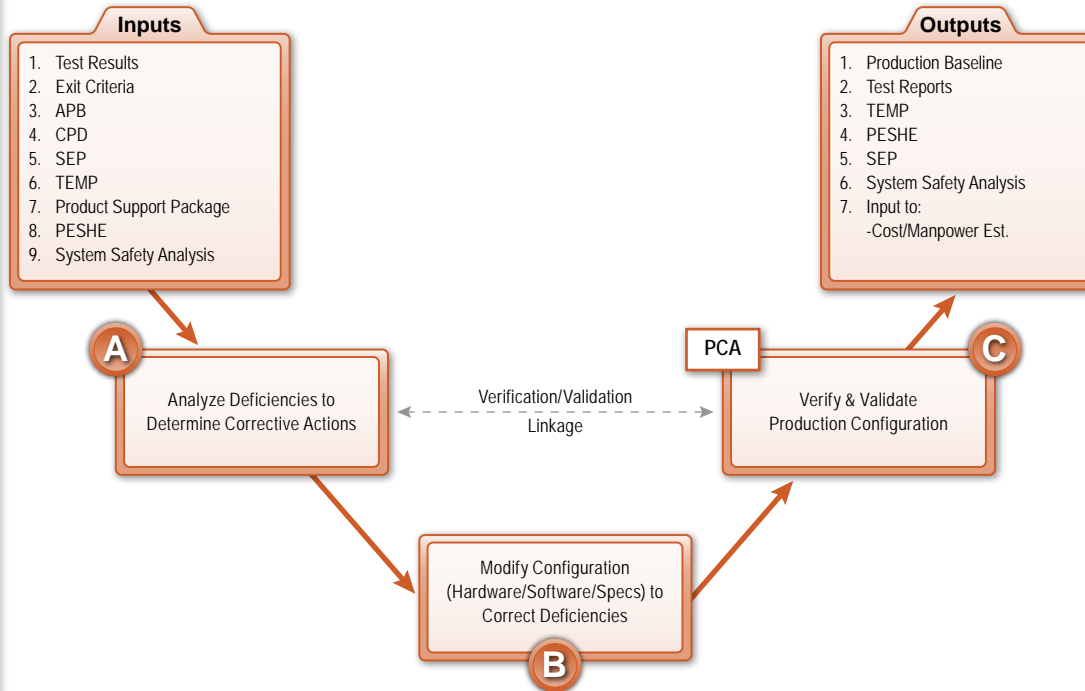 Inputs
1. Test Results
2. Exit Criteria
3. APB
4. CPD
5. SEP
6. TEMP
7. Product Support Package
8. PESHE
9. System Safety Analysis
Outputs
1. Production Baseline
2. Test Reports
3. TEMP
4. PESHE
5. SEP
6. System Safety Analysis
7. Input to:
-Cost/Manpower Est.
A
Analyze Deficiencies to
Determine Corrective Actions
Verification/Validation
Linkage
PCA
C
Verify & Validate
Production Configuration
Modify Configuration
(Hardware/Software/Specs) to
Correct Deficiencies
B